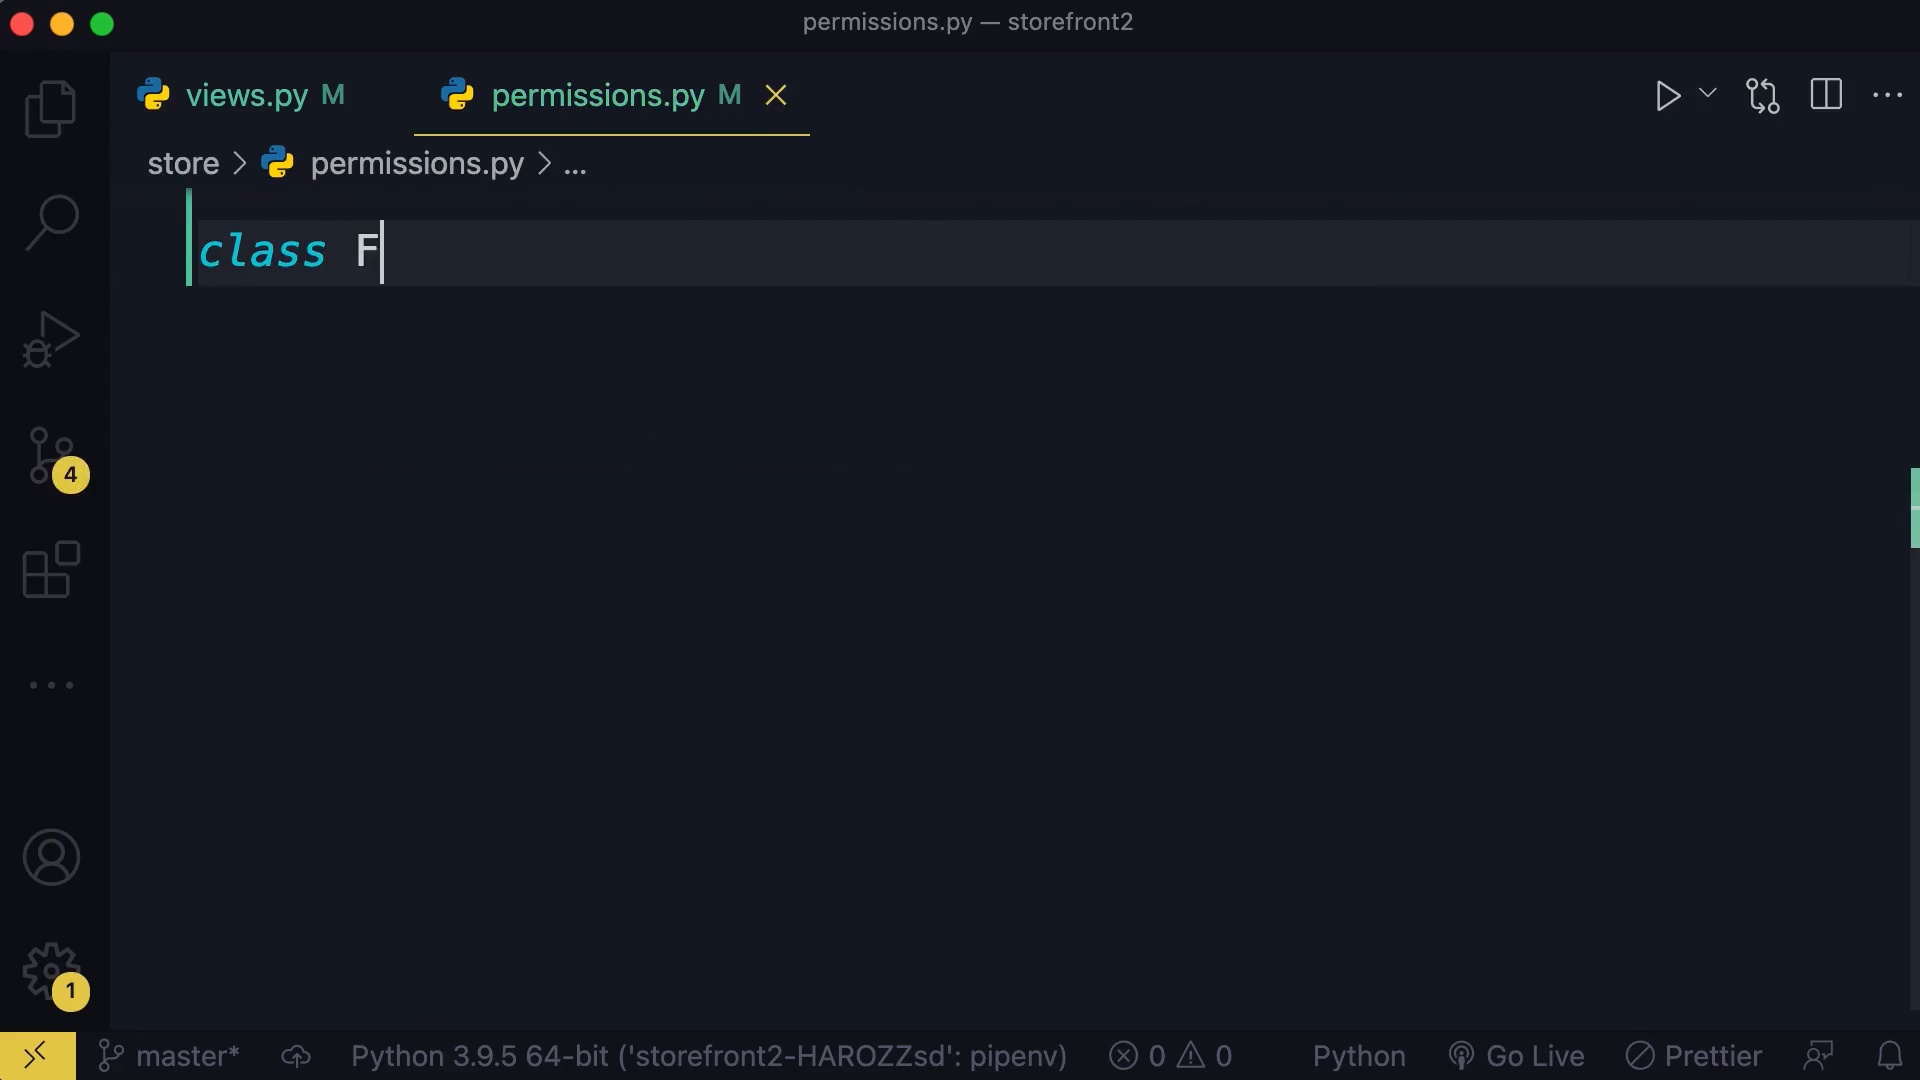 permissions.py — storefront2
views.py M
permissions.py M
store > permissions.py > ...
class F
4
1
master*
Python 3.9.5 64-bit ('storefront2-HAROZZsd': pipenv)
0
0
Python
Go Live
Prettier